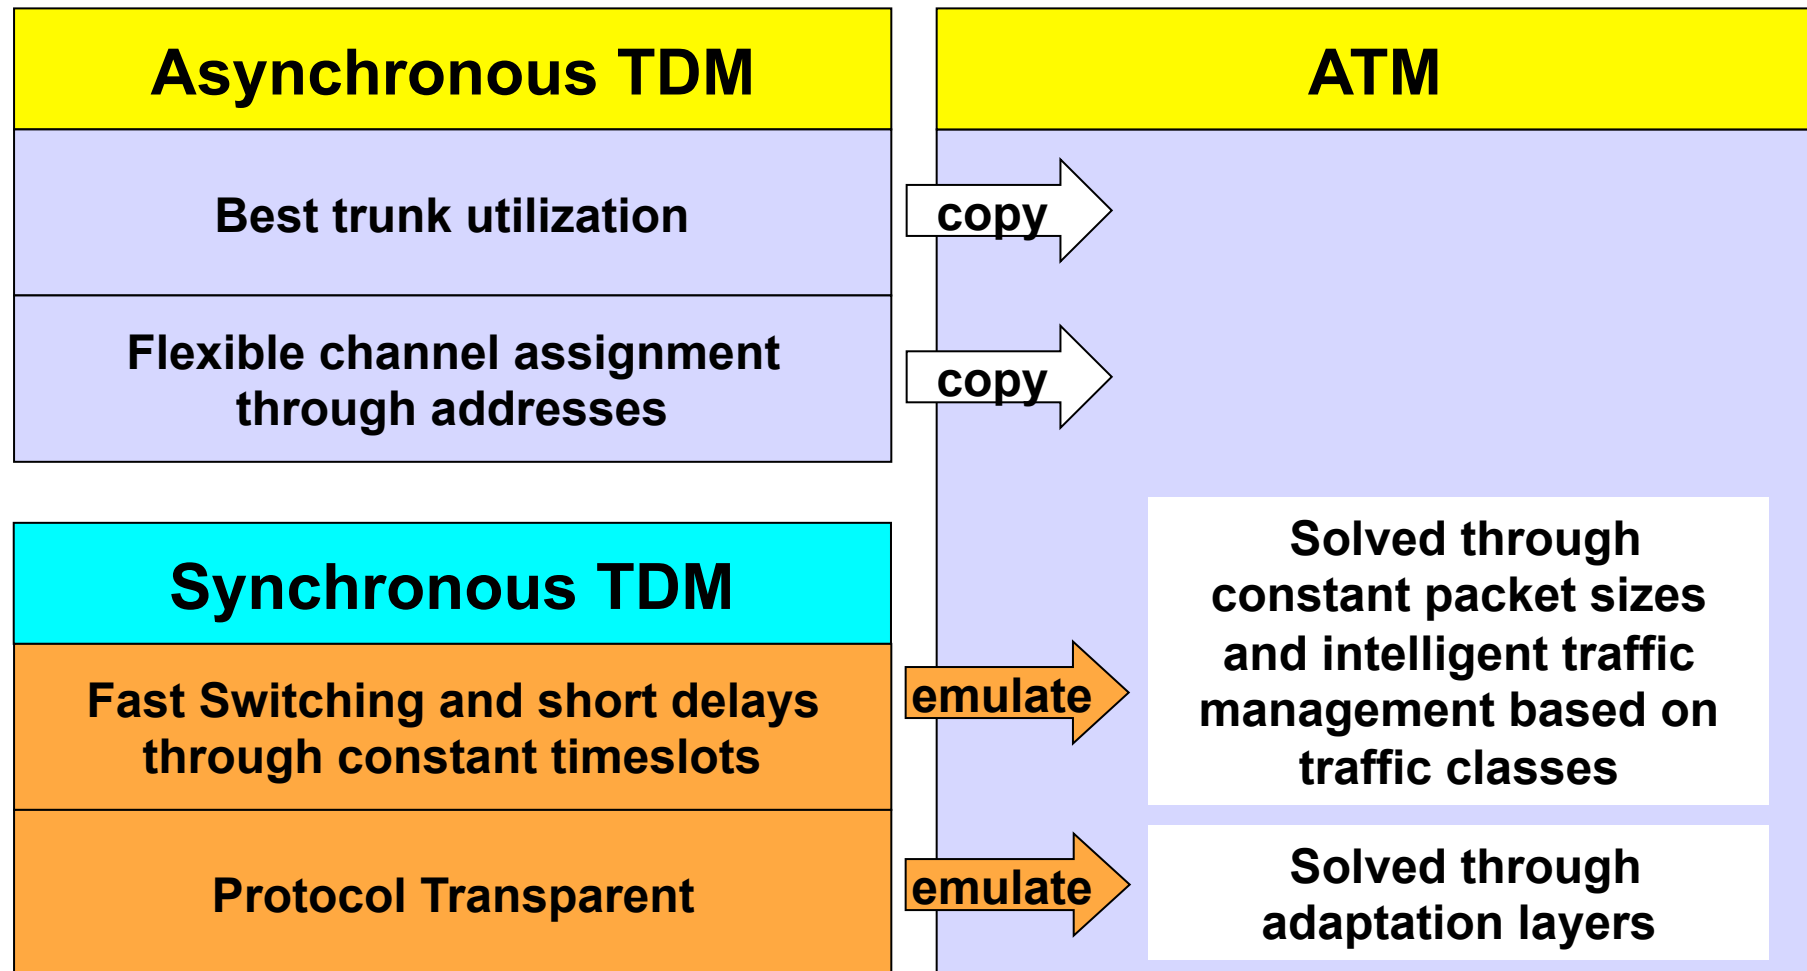 Asynchronous TDM
Best trunk utilization
Flexible channel assignment
through addresses
Synchronous TDM
Fast Switching and short delays
through constant timeslots
Protocol Transparent
ATM
copy
copy
emulate
Solved through
constant packet sizes
and intelligent traffic
management based on
traffic classes
emulate
Solved through
adaptation layers